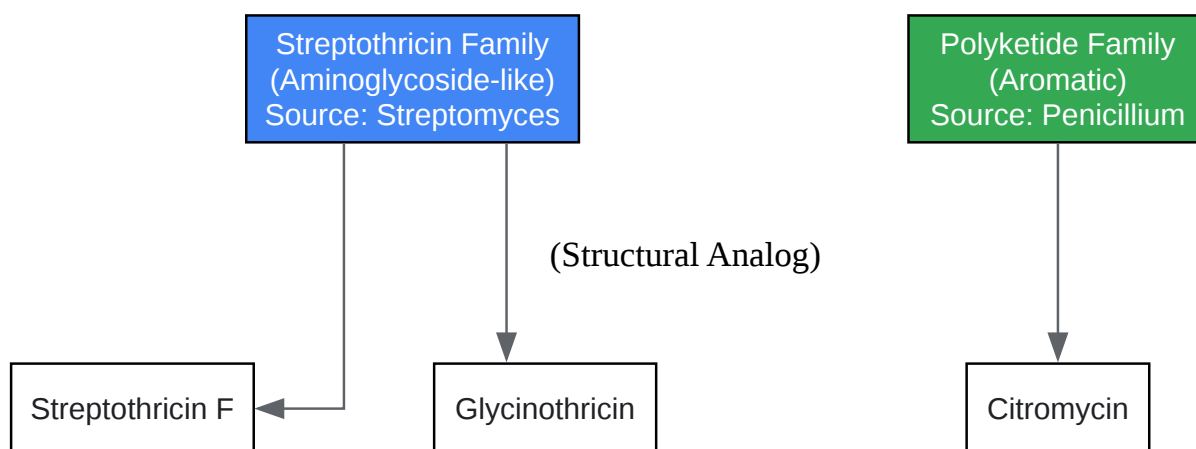 Streptothricin Family
(Aminoglycoside-like)
Source: Streptomyces
Polyketide Family
(Aromatic)
Source: Penicillium
(Structural Analog)
Streptothricin F
Glycinothricin
Citromycin